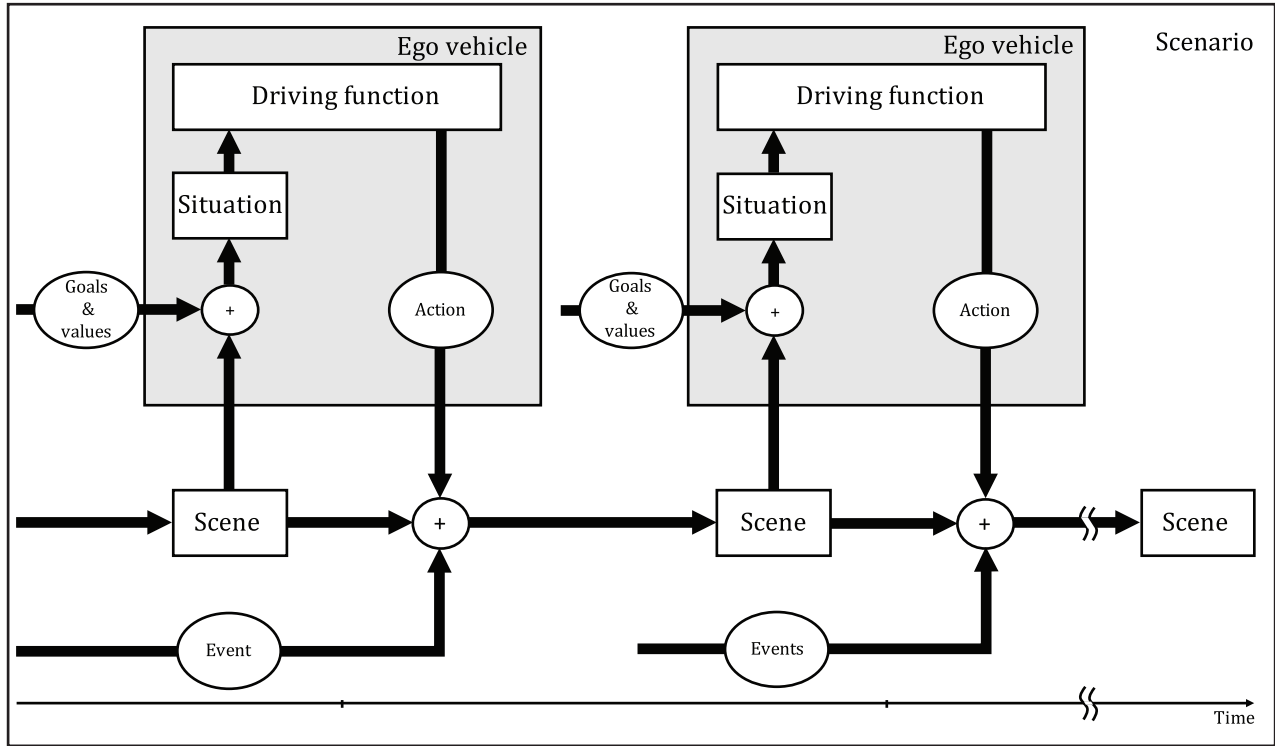 Ego vehicle
Ego vehicle
Scenario
Driving function
Driving function
Situation
Situation
Goals
&
values
+
Action
Goals
&
values
+
Action
Scene
+
Scene
+
Scene
Event
Events
Time